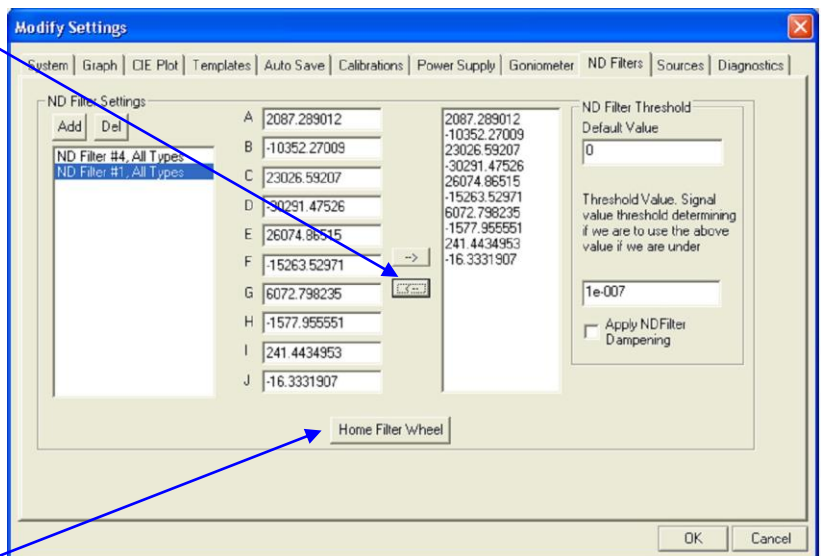 Modify Settings
System
Graph
CIE Plot
Templates
Auto Save
Calibrations
Power Supply
Goniometer
ND Filters
Sources
Diagnostics
ND Filter Settings
Add
Del
ND Filter #4, All Types
ND Filter #1, All Types
A 2087.289012
B -10352.27009
C 23026.59207
D -30291.47526
E 26074.86515
F -15263.52971
G 6072.798235
H -1577.955551
I 241.4434953
J -16.3331907
-->
<--
2087.289012
-10352.27009
23026.59207
-30291.47526
26074.86515
-15263.52971
6072.798235
-1577.955551
241.4434953
-16.3331907
ND Filter Threshold
Default Value
0
Threshold Value. Signal
value threshold determining
if we are to use the above
value if we are under
1e-007
Apply NDFilter
Dampening
Home Filter Wheel
OK
Cancel